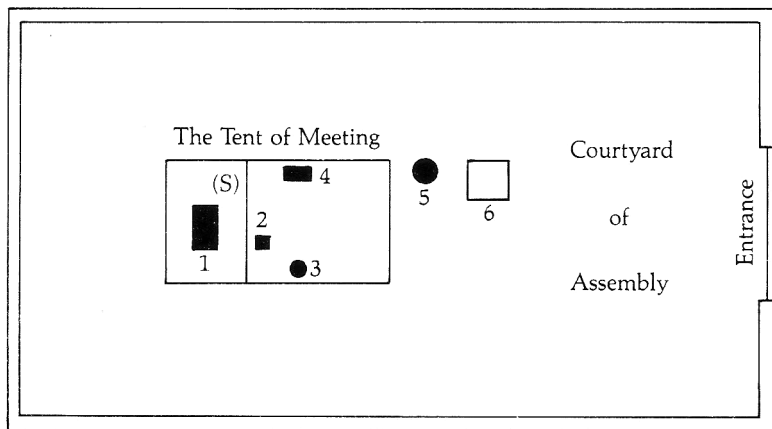 The Tent of Meeting
(S)
1
2
3
4
5
6
Courtyard
of
Assembly
Entrance